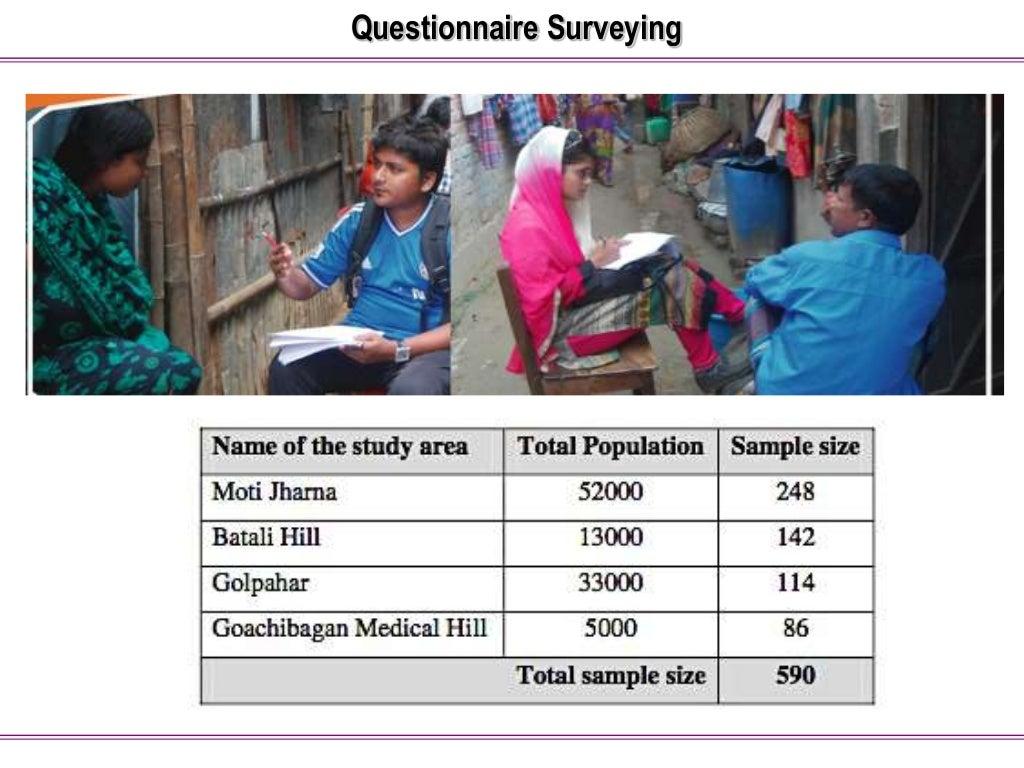 Questionnaire Surveying
Name of the study area Total Population Sample size
Moti Jharna 52000 248
Batali Hill 13000 142
Golpahar 33000 114
Goachibagan Medical Hill 5000 86
Total sample size 590